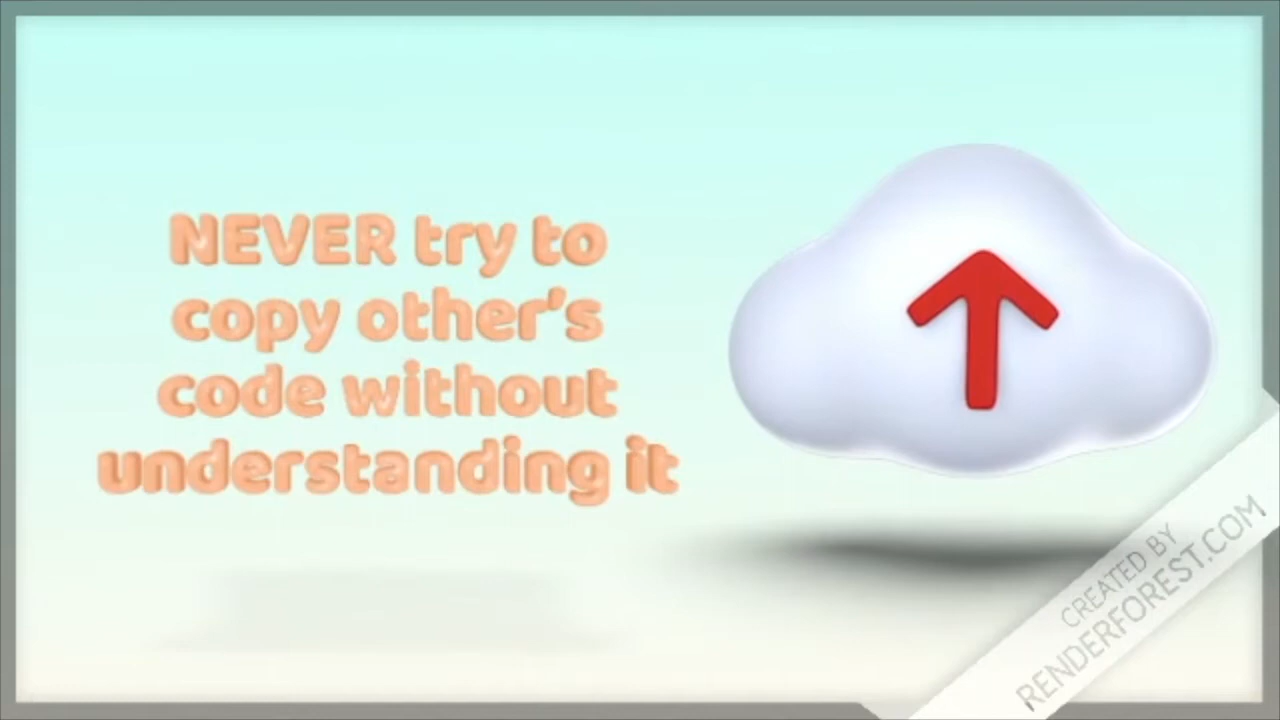 NEVER try to
copy other's
code without
understanding it
CREATED BY
RENDERFOREST.COM